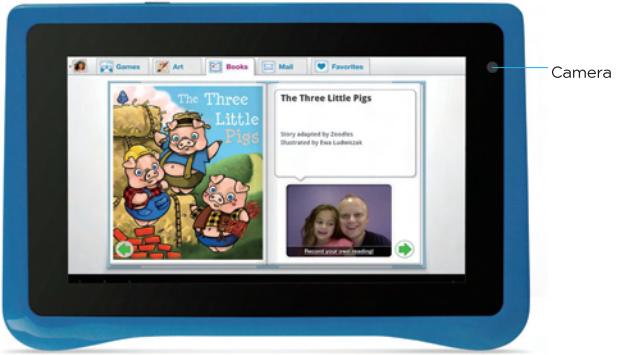 Games
Art
Books
Mail
Favorites
The Three
Little
Pigs
The Three Little Pigs
Story adapted by Zoodles
Illustrated by Ewa Ludwiczak
Record your own reading!
Camera